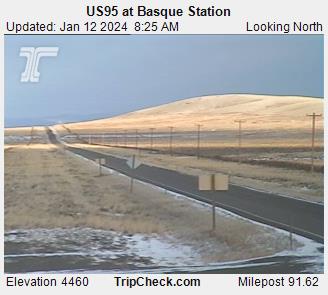 US95 at Basque Station
Updated: Jan 12 2024 8:25 AM Looking North
Elevation 4460 TripCheck.com Milepost 91.62